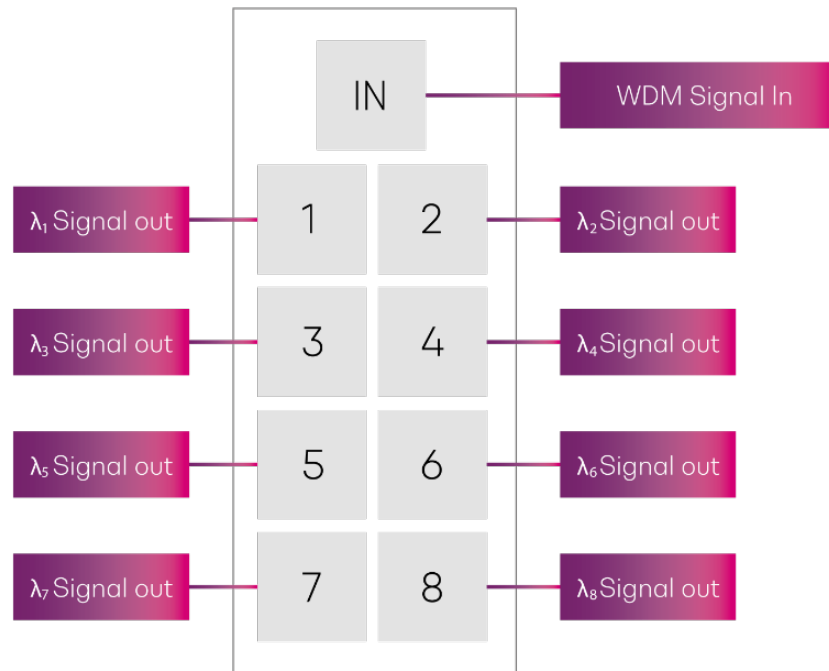 IN
WDM Signal In
λ₁ Signal out
1
2
λ₂ Signal out
λ₃ Signal out
3
4
λ₄ Signal out
λ₅ Signal out
5
6
λ₆ Signal out
λ₇ Signal out
7
8
λ₈ Signal out